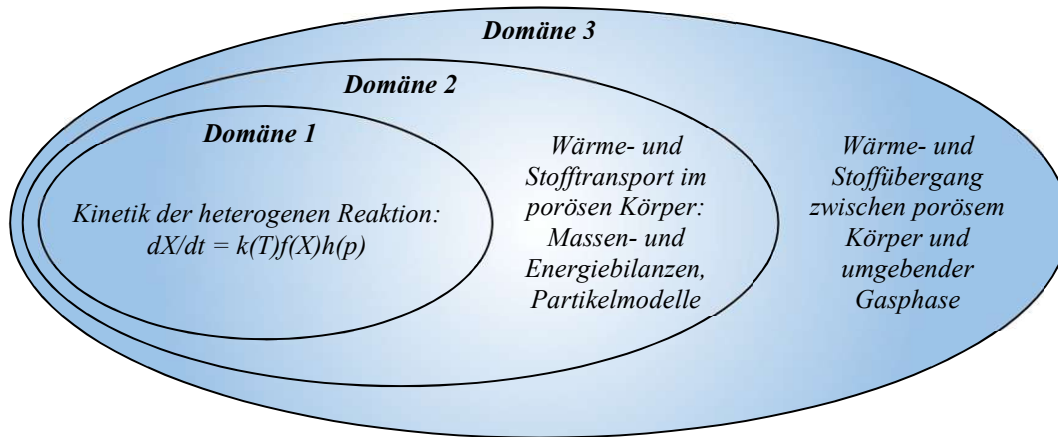 Domäne 3
Domäne 2
Domäne 1
Kinetik der heterogenen Reaktion:
dX/dt = k(T)f(X)h(p)
Wärme- und
Stofftransport im
porösen Körper:
Massen- und
Energiebilanzen,
Partikelmodelle
Wärme- und
Stoffübergang
zwischen porösem
Körper und
umgebender
Gasphase